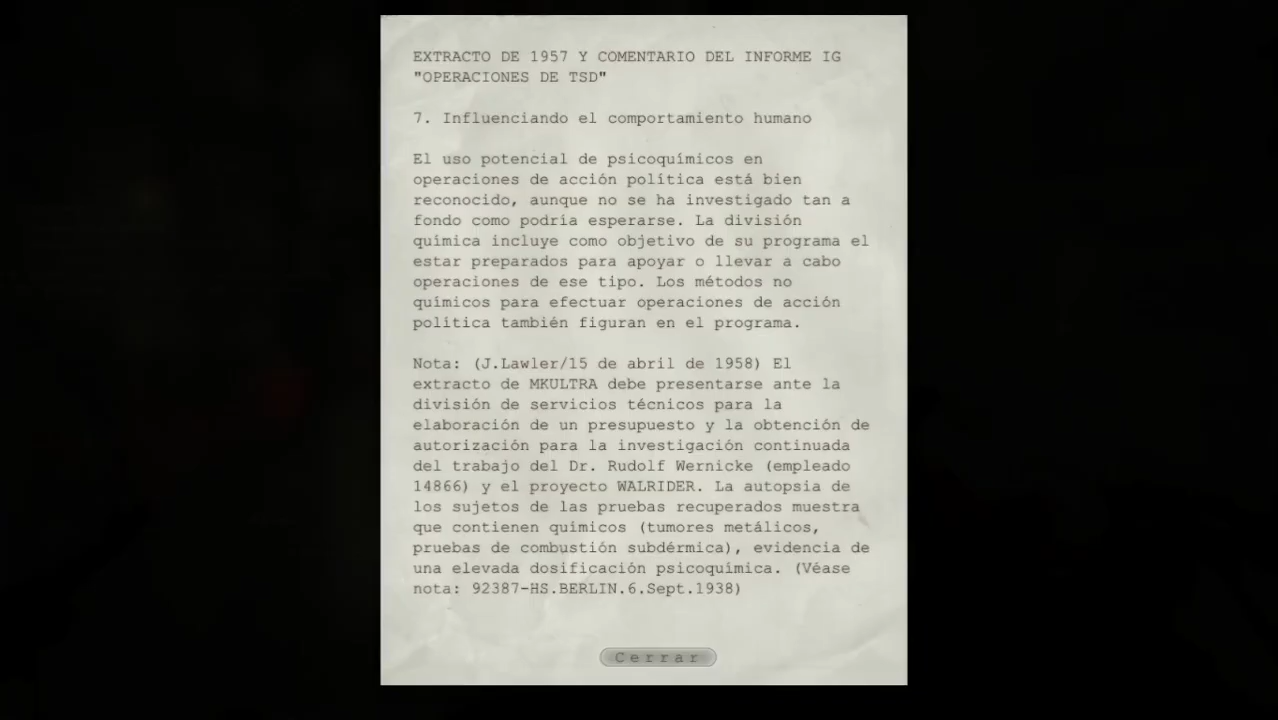 EXTRACTO DE 1957 Y COMENTARIO DEL INFORME IG
"OPERACIONES DE TSD"
7. Influenciando el comportamiento humano
El uso potencial de psicoquímicos en
operaciones de acción política está bien
reconocido, aunque no se ha investigado tan a
fondo como podría esperarse. La división
química incluye como objetivo de su programa el
estar preparados para apoyar o llevar a cabo
operaciones de ese tipo. Los métodos no
químicos para efectuar operaciones de acción
política también figuran en el programa.
Nota: (J.Lawler/15 de abril de 1958) El
extracto de MKULTRA debe presentarse ante la
división de servicios técnicos para la
elaboración de un presupuesto y la obtención de
autorización para la investigación continuada
del trabajo del Dr. Rudolf Wernicke (empleado
14866) y el proyecto WALRIDER. La autopsia de
los sujetos de las pruebas recuperados muestra
que contienen químicos (tumores metálicos,
pruebas de combustión subdérmica), evidencia de
una elevada dosificación psicoquímica. (Véase
nota: 92387-HS.BERLIN.6.Sept.1938)
Cerrar